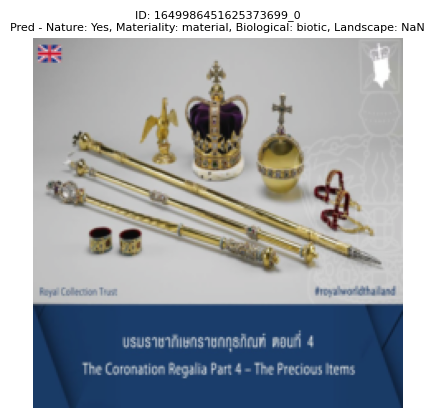 ID: 1649986451625373699_0
Pred - Nature: Yes, Materiality: material, Biological: biotic, Landscape: NaN
Royal Collection Trust
#royalworldthailand
บรมราชาภิเษกราชกกุธภัณฑ์ ตอนที่ 4
The Coronation Regalia Part 4 – The Precious Items